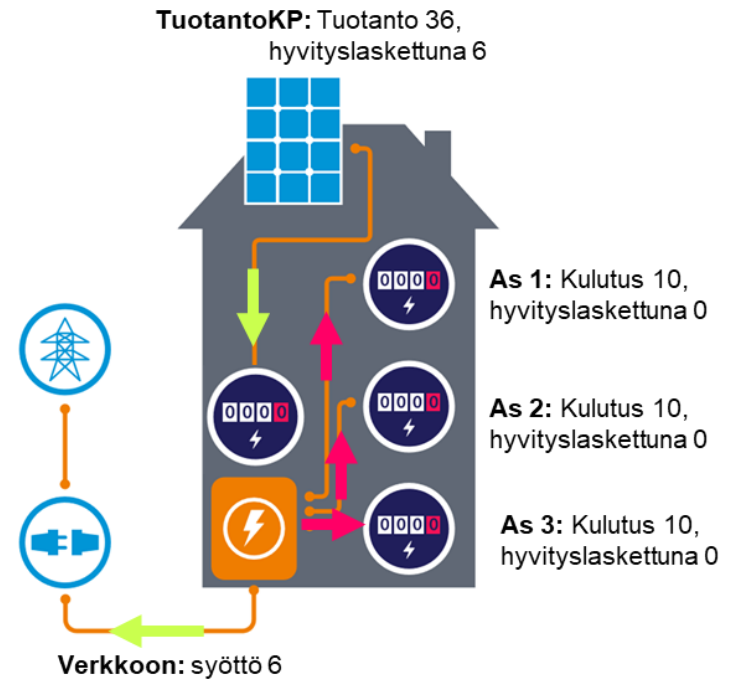 TuotantoKP: Tuotanto 36,
hyvityslaskettuna 6
0000
As 1: Kulutus 10,
hyvityslaskettuna 0
0000
As 2: Kulutus 10,
hyvityslaskettuna 0
0000
0000
As 3: Kulutus 10,
hyvityslaskettuna 0
Verkkoon: syöttö 6